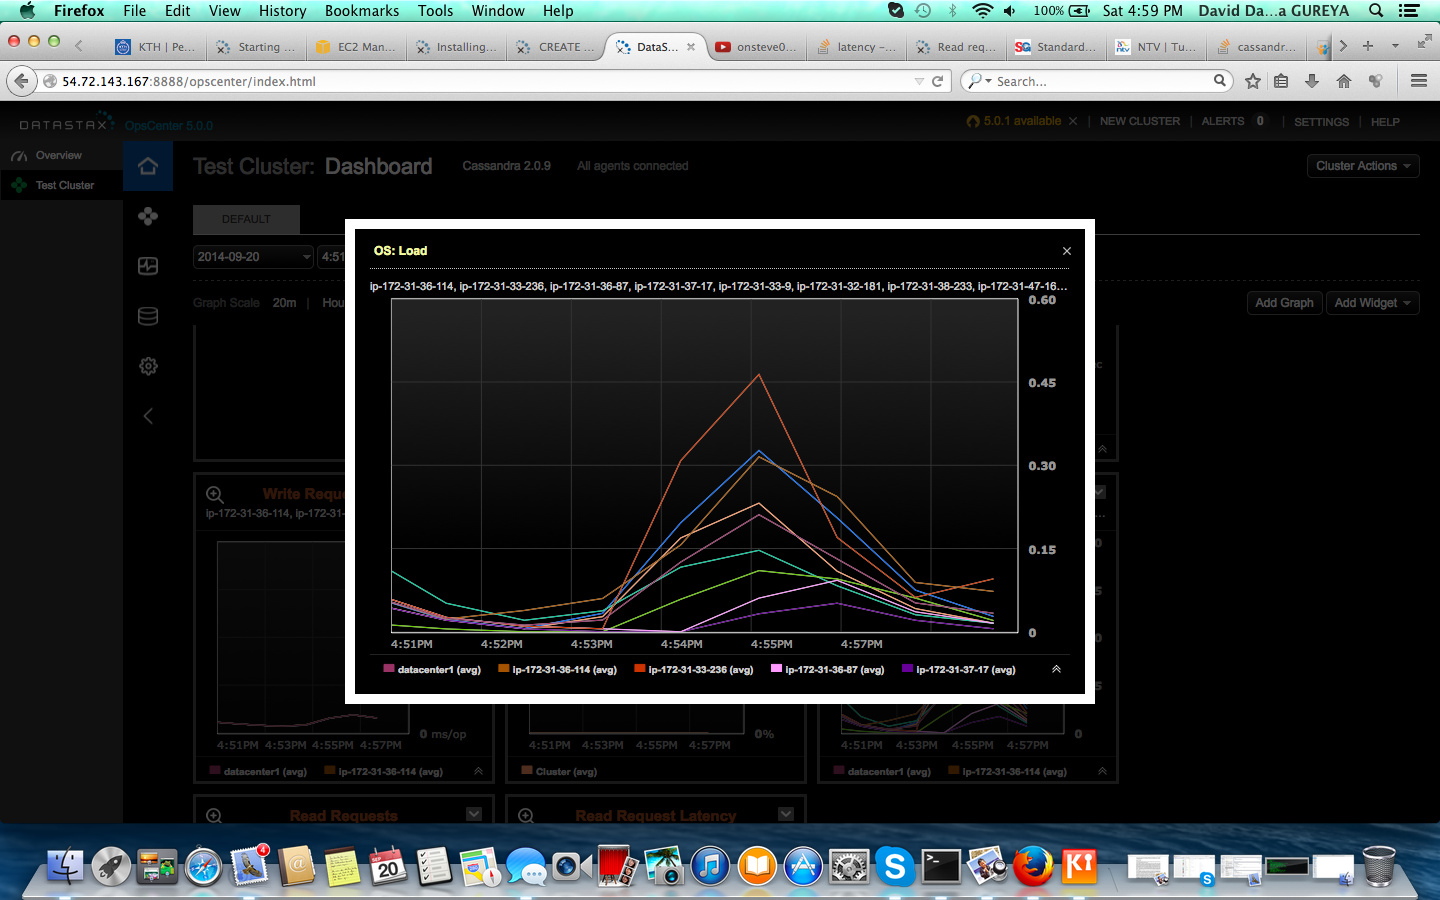 Firefox File Edit View History Bookmarks Tools Window Help 100% Sat 4:59 PM David Da...a GUREYA
KTH | Pe... Starting ... EC2 Man... Installing... CREATE ... DataS... onsteve0... latency –... Read req... Standard... NTV | Tu... cassandr...
54.72.143.167:8888/opscenter/index.html Search...
DATASTAX OpsCenter 5.0.0 5.0.1 available × NEW CLUSTER | ALERTS 0 | SETTINGS | HELP
Overview
Test Cluster
Test Cluster: Dashboard Cassandra 2.0.9 All agents connected Cluster Actions
DEFAULT
2014-09-20 4:51
Graph Scale 20m | Hou
Add Graph Add Widget
OS: Load ×
ip-172-31-36-114, ip-172-31-33-236, ip-172-31-36-87, ip-172-31-37-17, ip-172-31-33-9, ip-172-31-32-181, ip-172-31-38-233, ip-172-31-47-16...
0.60
0.45
0.30
0.15
0
4:51PM 4:52PM 4:53PM 4:54PM 4:55PM 4:57PM
datacenter1 (avg) ip-172-31-36-114 (avg) ip-172-31-33-236 (avg) ip-172-31-36-87 (avg) ip-172-31-37-17 (avg)
Write Reque
ip-172-31-36-114, ip-172-31-
0 ms/op
4:51PM 4:53PM 4:55PM 4:57PM
datacenter1 (avg) ip-172-31-36-114 (avg)
0%
4:51PM 4:53PM 4:55PM 4:57PM
Cluster (avg)
0
4:51PM 4:53PM 4:55PM 4:57PM
datacenter1 (avg) ip-172-31-36-114 (avg)
Read Requests
Read Request Latency
4
SEP
20